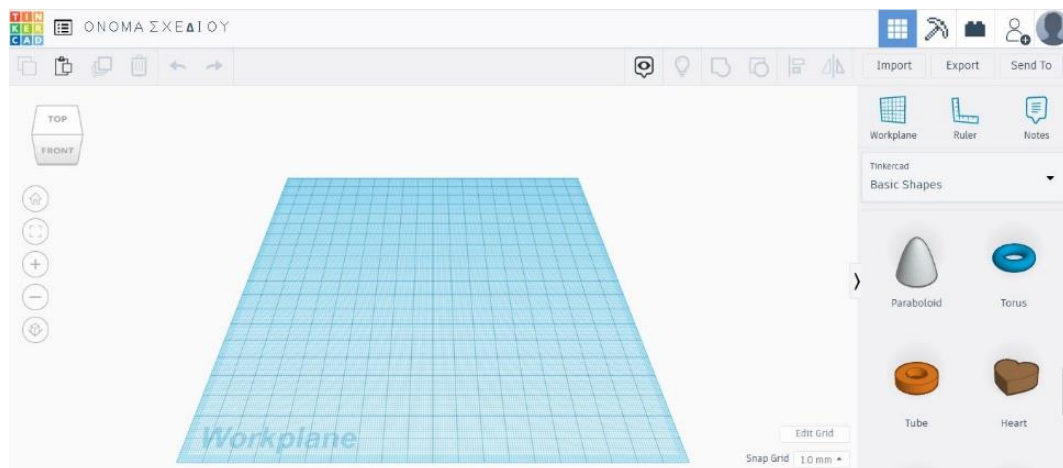 TIN
KER
CAD
ΟΝΟΜΑ ΣΧΕΔΙΟΥ
Import Export Send To
TOP
FRONT
Workplane Ruler Notes
Tinkercad
Basic Shapes
Paraboloid Torus
Tube Heart
Workplane
Edit Grid
Snap Grid 1.0 mm